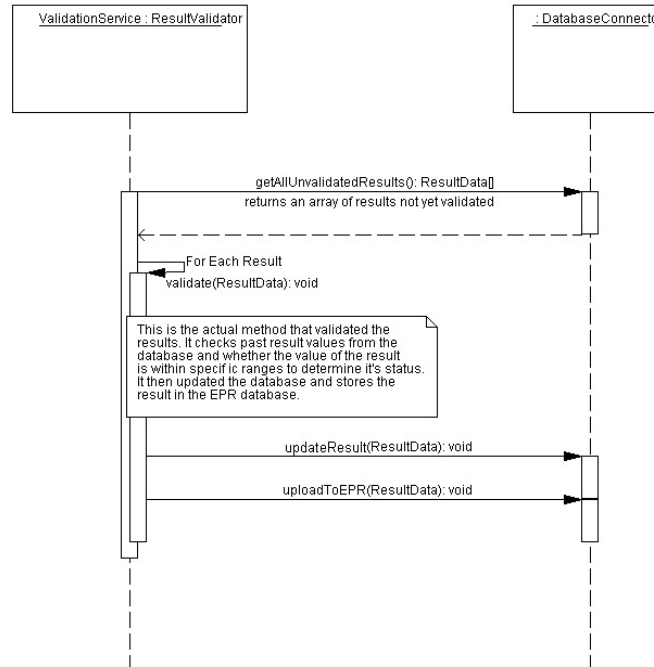 ValidationService : ResultValidator
: DatabaseConnecto
getAllUnvalidatedResults(): ResultData[]
returns an array of results not yet validated
For Each Result
validate(ResultData): void
This is the actual method that validated the
results. It checks past result values from the
database and whether the value of the result
is within specific ranges to determine it's status.
It then updated the database and stores the
result in the EPR database.
updateResult(ResultData): void
uploadToEPR(ResultData): void